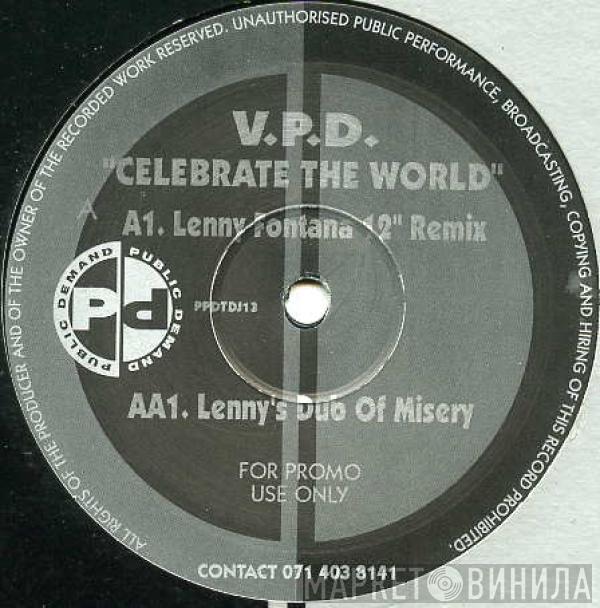 ALL RIGHTS OF THE PRODUCER AND OF THE OWNER OF THE RECORDED WORK RESERVED. UNAUTHORISED PUBLIC PERFORMANCE, BROADCASTING, COPYING AND HIRING OF THIS RECORD PROHIBITED.
V.P.D.
"CELEBRATE THE WORLD"
A
A1. Lenny Fontana 12" Remix
PUBLIC DEMAND
Pd
PUBLIC DEMAND
PPDTDJ13
AA1. Lenny's Dub Of Misery
FOR PROMO
USE ONLY
CONTACT 071 403 8141
МАРКЕТ ВИНИЛА